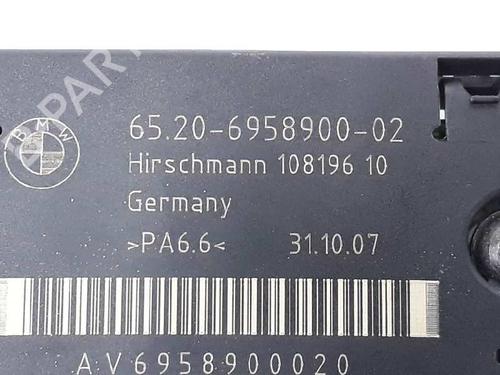 BMW
65.20-6958900-02
Hirschmann 108196 10
Germany
>PA6.6< 31.10.07
AV6958900020